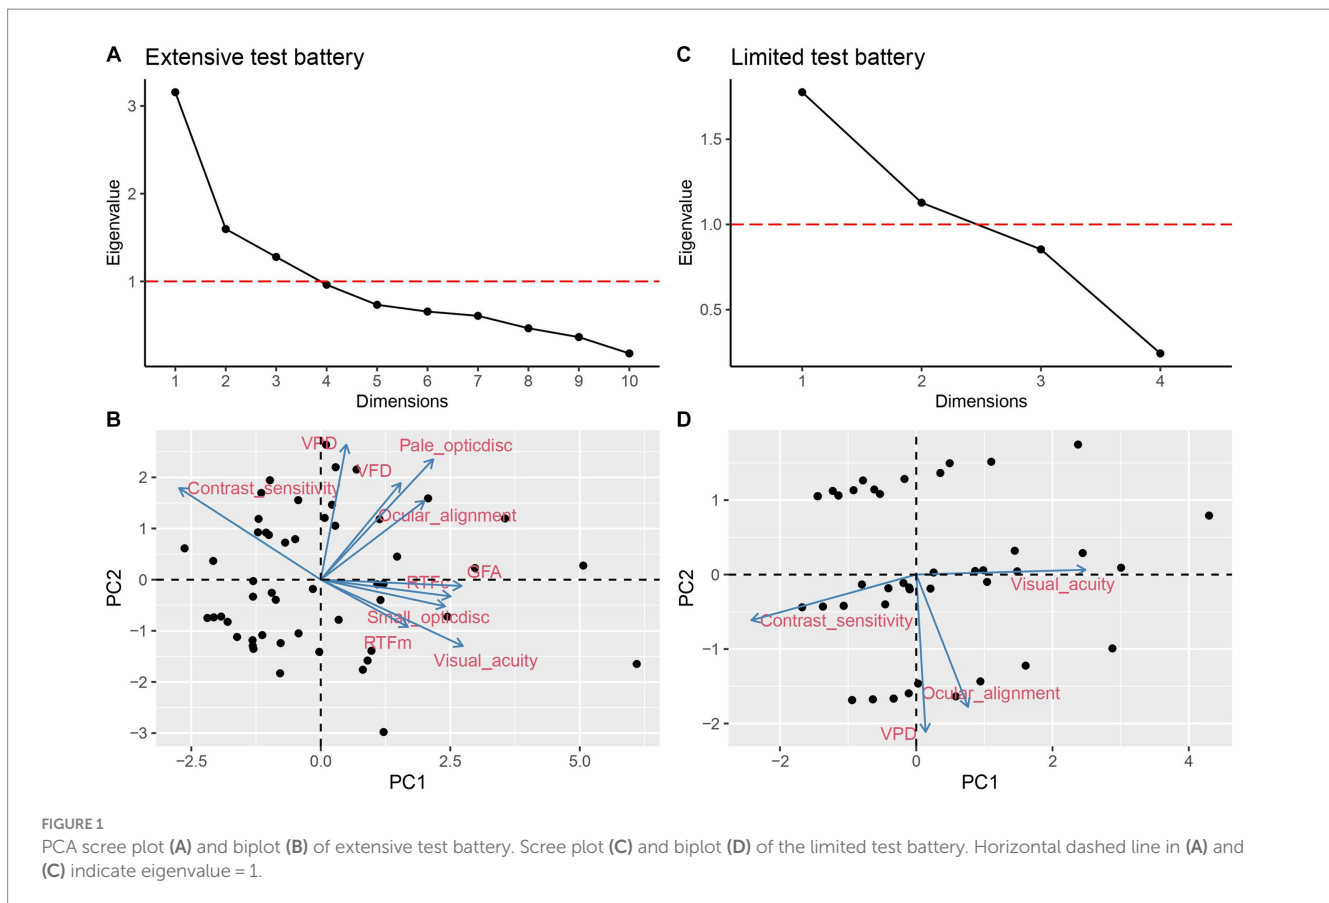 A Extensive test battery
Eigenvalue
3
2
1
1 2 3 4 5 6 7 8 9 10
Dimensions
C Limited test battery
Eigenvalue
1.5
1.0
0.5
1 2 3 4
Dimensions
B
PC2
2
1
0
−1
−2
−3
VPD
Pale_opticdisc
VFD
Contrast_sensitivity
Ocular_alignment
GFA
Small_opticdisc
RTFm
Visual_acuity
−2.5 0.0 2.5 5.0
PC1
D
PC2
1
0
−1
−2
Visual_acuity
Contrast_sensitivity
Ocular_alignment
VPD
−2 0 2 4
PC1
FIGURE 1
PCA scree plot (A) and biplot (B) of extensive test battery. Scree plot (C) and biplot (D) of the limited test battery. Horizontal dashed line in (A) and
(C) indicate eigenvalue = 1.